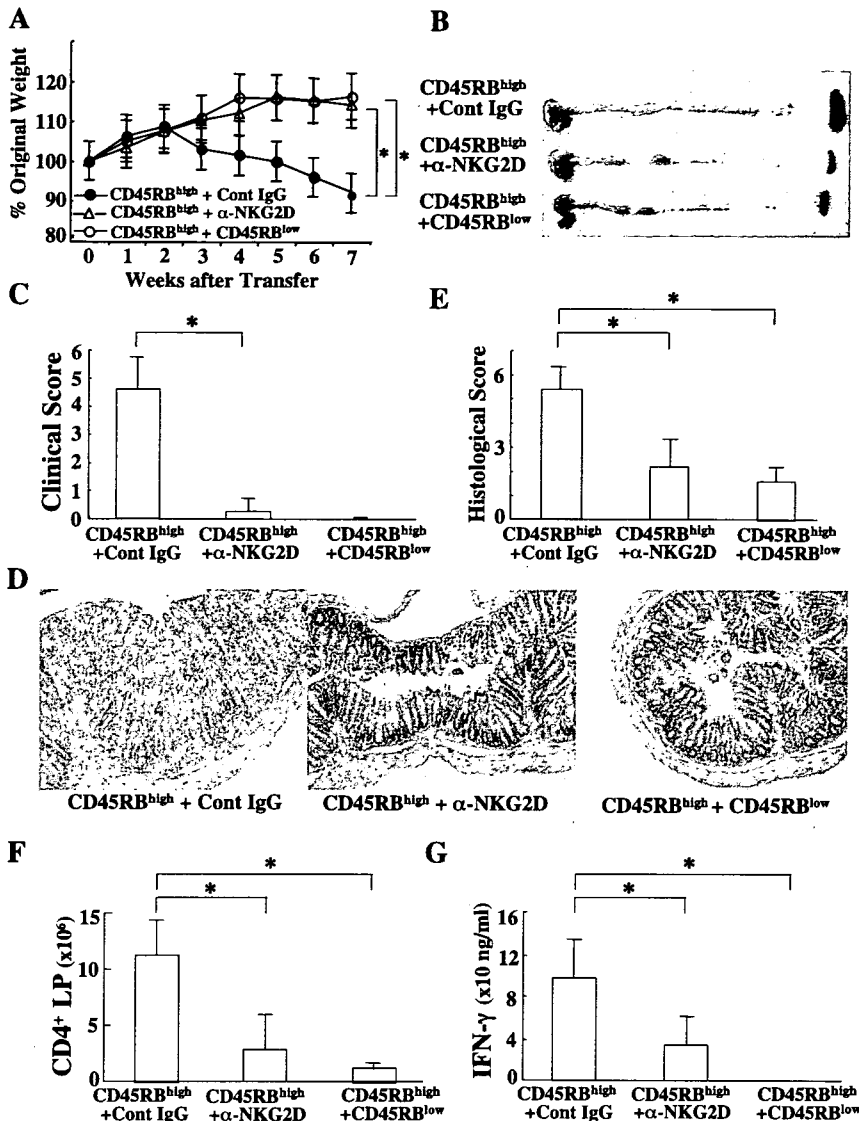 A
% Original Weight
120
110
100
90
80
CD45RBhigh + Cont IgG
CD45RBhigh + α-NKG2D
CD45RBhigh + CD45RBlow
* *
0 1 2 3 4 5 6 7
Weeks after Transfer
B
CD45RBhigh
+Cont IgG
CD45RBhigh
+α-NKG2D
CD45RBhigh
+CD45RBlow
C
Clinical Score
6
5
4
3
2
1
0
*
CD45RBhigh
+Cont IgG
CD45RBhigh
+α-NKG2D
CD45RBhigh
+CD45RBlow
E
Histological Score
6
3
0
*
*
CD45RBhigh
+Cont IgG
CD45RBhigh
+α-NKG2D
CD45RBhigh
+CD45RBlow
D
CD45RBhigh + Cont IgG
CD45RBhigh + α-NKG2D
CD45RBhigh + CD45RBlow
F
CD4+ LP (x10⁶)
15
10
5
0
*
*
CD45RBhigh
+Cont IgG
CD45RBhigh
+α-NKG2D
CD45RBhigh
+CD45RBlow
G
IFN-γ (x10 ng/ml)
16
12
8
4
0
*
*
CD45RBhigh
+Cont IgG
CD45RBhigh
+α-NKG2D
CD45RBhigh
+CD45RBlow